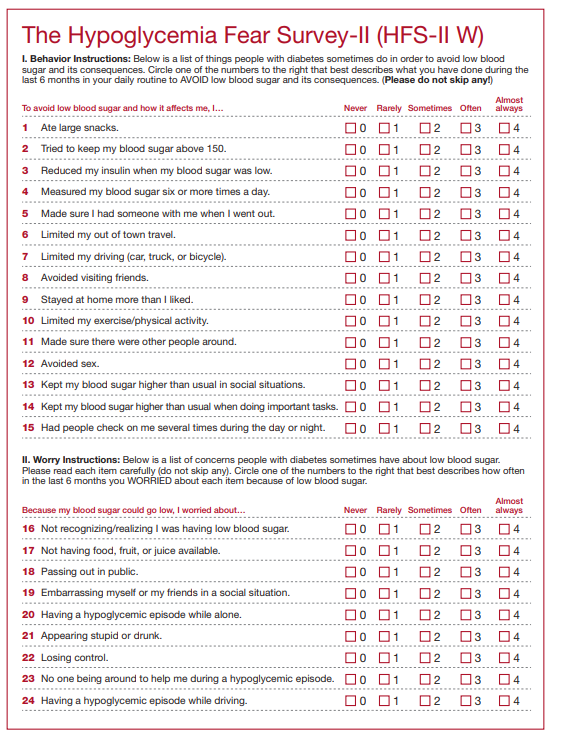 The Hypoglycemia Fear Survey-II (HFS-II W)
I. Behavior Instructions: Below in a list of things people with diabetes sometimes do in order to avoid low blood
sugar and its consequences. Circle one of the numbers to the right that best describes what you have done during the
last 6 months in your daily routine to AVOID low blood sugar and its consequences. (Please do not skip any!)
To avoid low blood sugar and how it affects me, I… Never Rarely Sometimes Often Almost always
1 Ate large snacks. 0 1 2 3 4
2 Tried to keep my blood sugar above 150. 0 1 2 3 4
3 Reduced my insulin when my blood sugar was low. 0 1 2 3 4
4 Measured my blood sugar six or more times a day. 0 1 2 3 4
5 Made sure I had someone with me when I went out. 0 1 2 3 4
6 Limited my out of town travel. 0 1 2 3 4
7 Limited my driving (car, truck, or bicycle). 0 1 2 3 4
8 Avoided visiting friends. 0 1 2 3 4
9 Stayed at home more than I liked. 0 1 2 3 4
10 Limited my exercise/physical activity. 0 1 2 3 4
11 Made sure there were other people around. 0 1 2 3 4
12 Avoided sex. 0 1 2 3 4
13 Kept my blood sugar higher than usual in social situations. 0 1 2 3 4
14 Kept my blood sugar higher than usual when doing important tasks. 0 1 2 3 4
15 Had people check on me several times during the day or night. 0 1 2 3 4
II. Worry Instructions: Below is a list of concerns people with diabetes sometimes have about low blood sugar.
Please read each item carefully (do not skip any). Circle one of the numbers to the right that best describes how often
in the last 6 months you WORRIED about each item because of low blood sugar.
Because my blood sugar could go low, I worried about… Never Rarely Sometimes Often Almost always
16 Not recognizing/realizing I was having low blood sugar. 0 1 2 3 4
17 Not having food, fruit, or juice available. 0 1 2 3 4
18 Passing out in public. 0 1 2 3 4
19 Embarrassing myself or my friends in a social situation. 0 1 2 3 4
20 Having a hypoglycemic episode while alone. 0 1 2 3 4
21 Appearing stupid or drunk. 0 1 2 3 4
22 Losing control. 0 1 2 3 4
23 No one being around to help me during a hypoglycemic episode. 0 1 2 3 4
24 Having a hypoglycemic episode while driving. 0 1 2 3 4